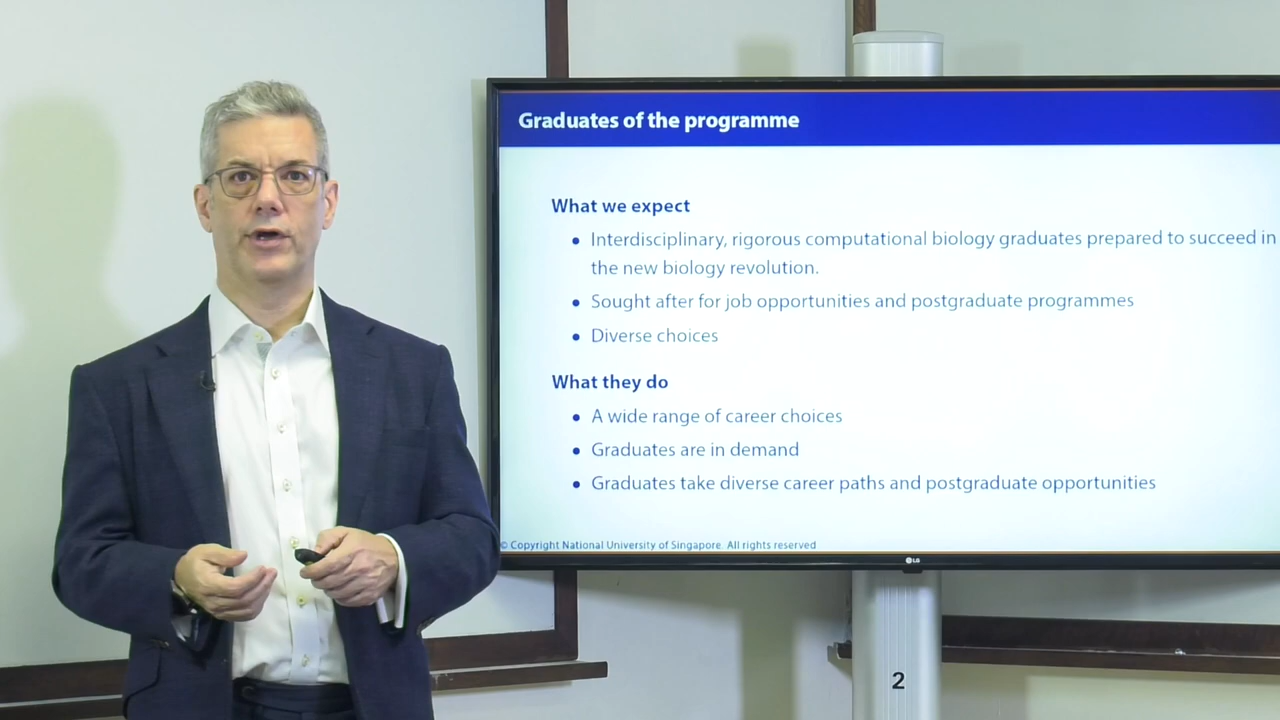 Graduates of the programme
What we expect
• Interdisciplinary, rigorous computational biology graduates prepared to succeed in
the new biology revolution.
• Sought after for job opportunities and postgraduate programmes
• Diverse choices
What they do
• A wide range of career choices
• Graduates are in demand
• Graduates take diverse career paths and postgraduate opportunities
© Copyright National University of Singapore. All rights reserved
LG
2